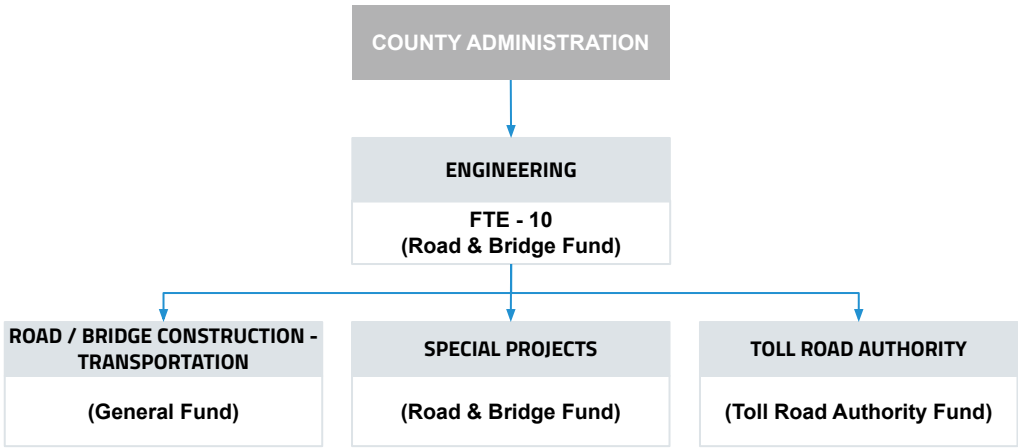 COUNTY ADMINISTRATION
ENGINEERING
FTE - 10
(Road & Bridge Fund)
ROAD / BRIDGE CONSTRUCTION -
TRANSPORTATION
(General Fund)
SPECIAL PROJECTS
(Road & Bridge Fund)
TOLL ROAD AUTHORITY
(Toll Road Authority Fund)